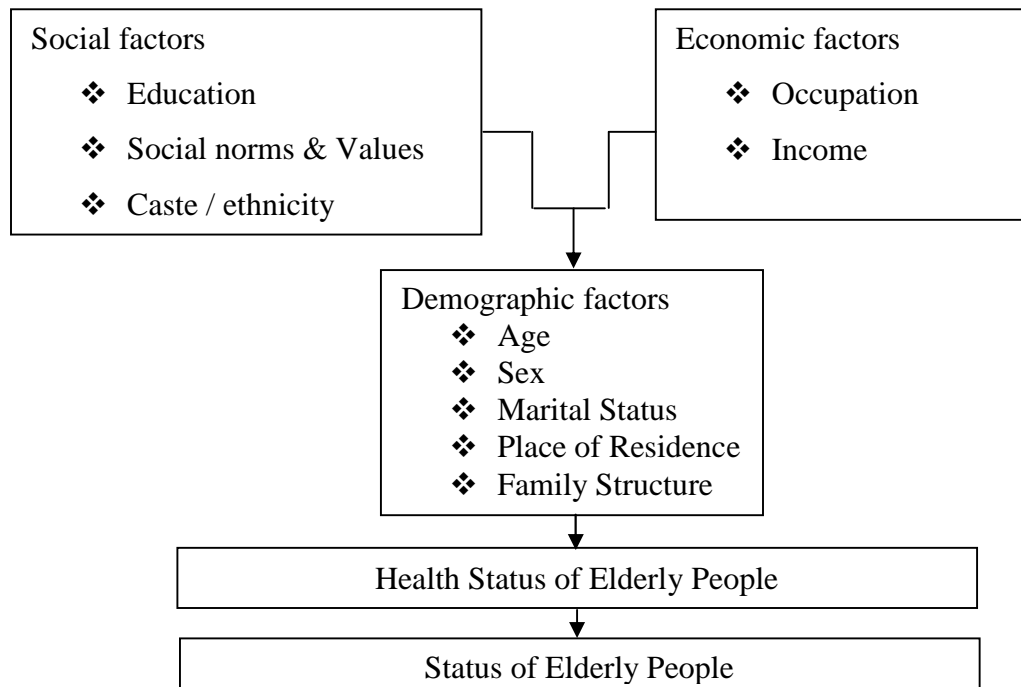 Social factors
❖ Education
❖ Social norms & Values
❖ Caste / ethnicity
Economic factors
❖ Occupation
❖ Income
Demographic factors
❖ Age
❖ Sex
❖ Marital Status
❖ Place of Residence
❖ Family Structure
Health Status of Elderly People
Status of Elderly People